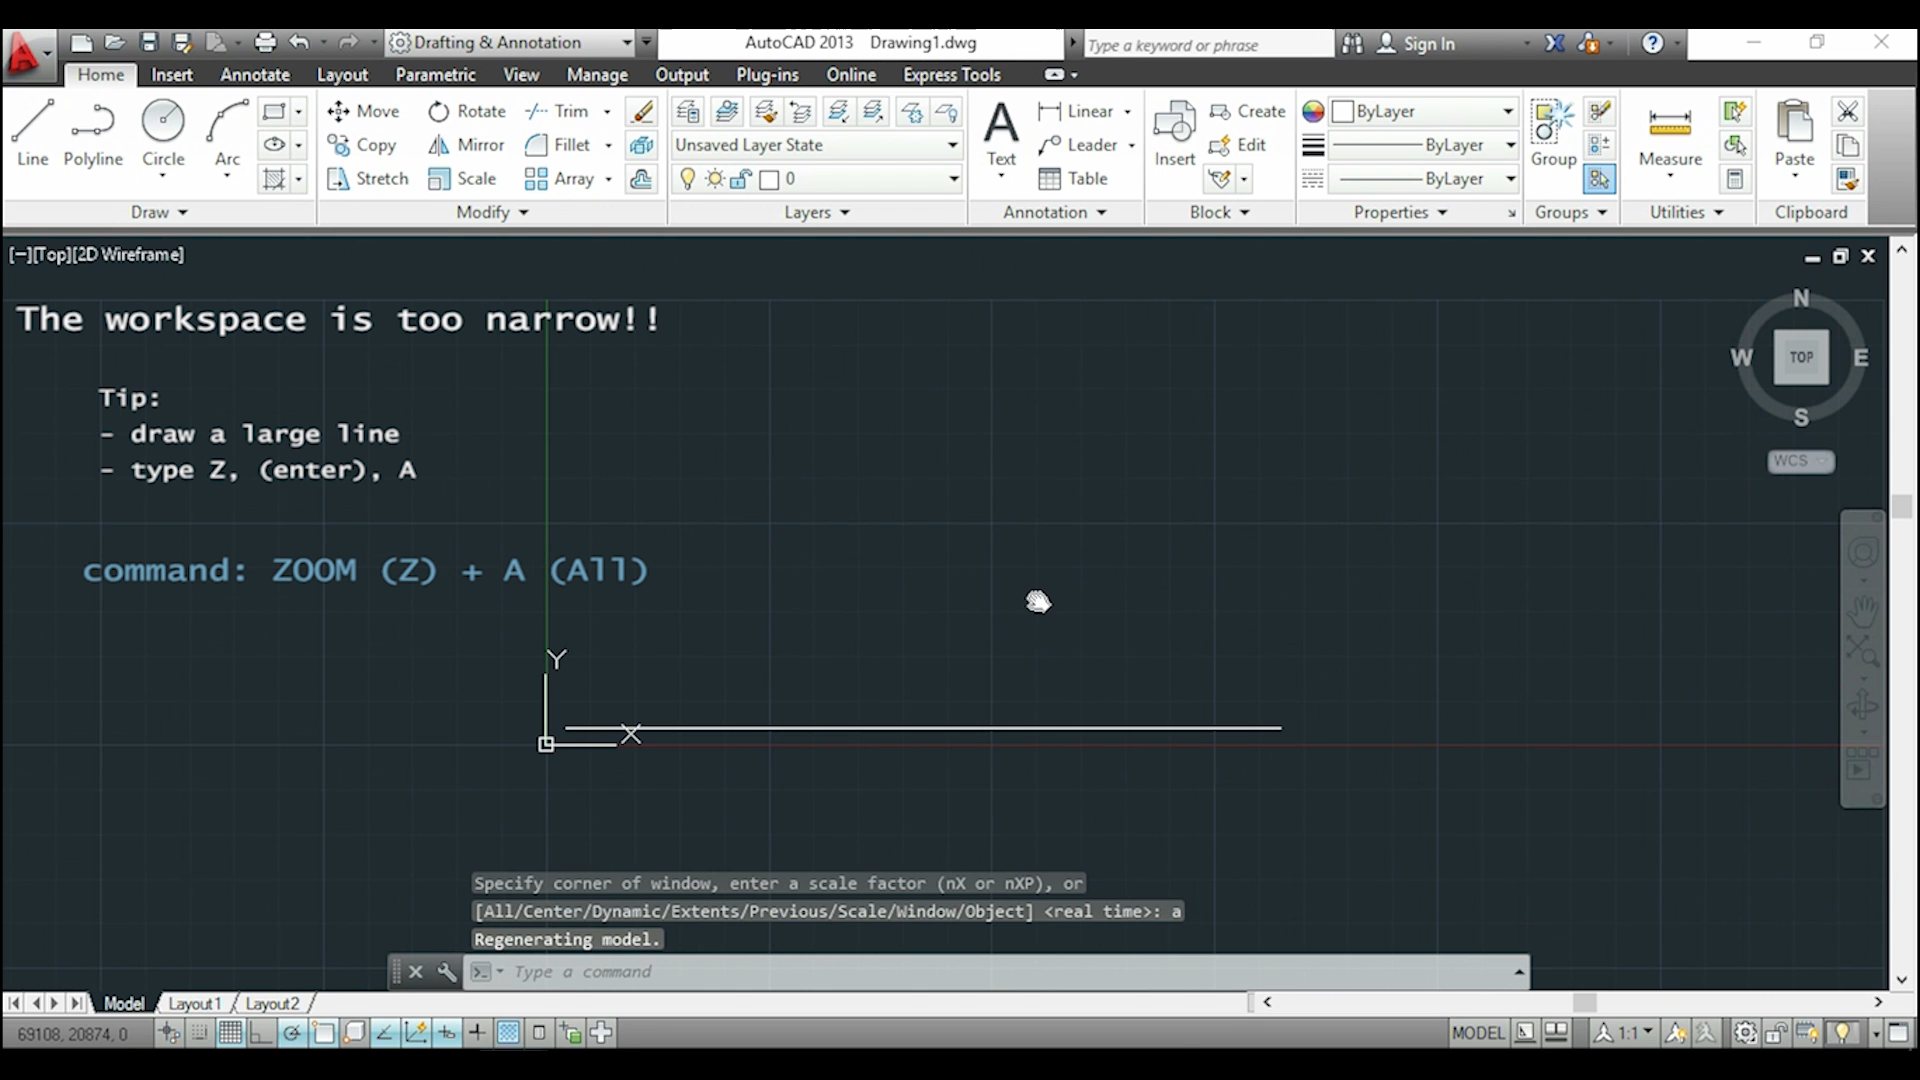 Drafting & Annotation
AutoCAD 2013 Drawing1.dwg
Type a keyword or phrase
Sign In
Home Insert Annotate Layout Parametric View Manage Output Plug-ins Online Express Tools
Move Rotate Trim
Linear Create
ByLayer
Unsaved Layer State
Copy Mirror Fillet
Leader Edit
ByLayer
Line Polyline Circle Arc
Text Insert Group Measure Paste
Stretch Scale Array
0
Table
ByLayer
Draw Modify Layers Annotation Block Properties Groups Utilities Clipboard
[−][Top][2D Wireframe]
N
The workspace is too narrow!!
W TOP E
Tip:
S
- draw a large line
- type Z, (enter), A
WCS
command: ZOOM (Z) + A (All)
Y
X
Specify corner of window, enter a scale factor (nX or nXP), or
[All/Center/Dynamic/Extents/Previous/Scale/Window/Object] <real time>: a
Regenerating model.
Type a command
Model Layout1 Layout2
69108, 20874, 0
MODEL 1:1